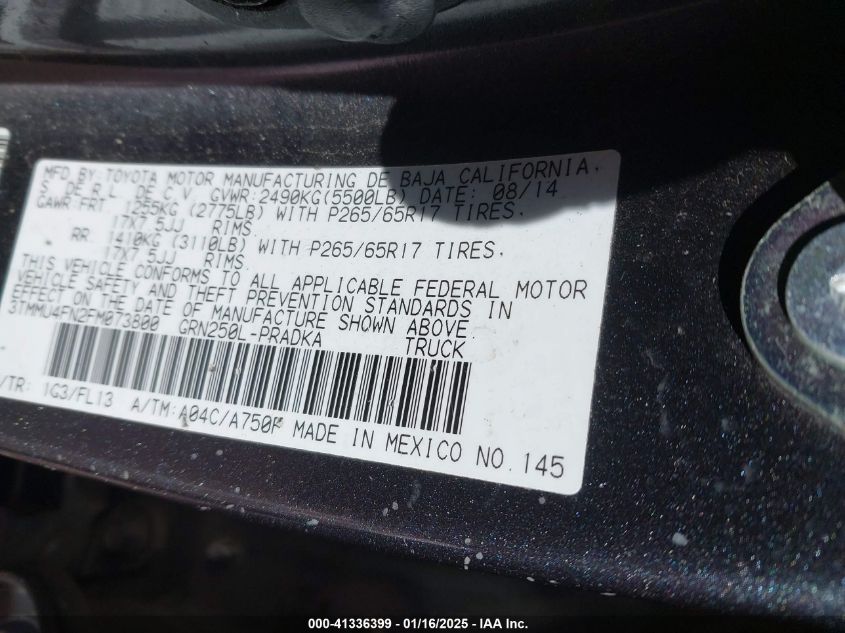 MFD.BY:TOYOTA MOTOR MANUFACTURING DE BAJA CALIFORNIA,
S. DE R.L. DE C.V. GVWR:2490KG(5500LB) DATE: 08/14
GAWR:FRT. 1255KG (2775LB) WITH P265/65R17 TIRES,
17X7.5JJ RIMS
RR. 1410KG (3110LB) WITH P265/65R17 TIRES,
17X7.5JJ RIMS
THIS VEHICLE CONFORMS TO ALL APPLICABLE FEDERAL MOTOR
VEHICLE SAFETY AND THEFT PREVENTION STANDARDS IN
EFFECT ON THE DATE OF MANUFACTURE SHOWN ABOVE.
3TMMU4FN2FM073800 GRN250L-PRADKA TRUCK
/TR: 1G3/FL13 A/TM:A04C/A750F MADE IN MEXICO NO.145
000-41336399 - 01/16/2025 - IAA Inc.